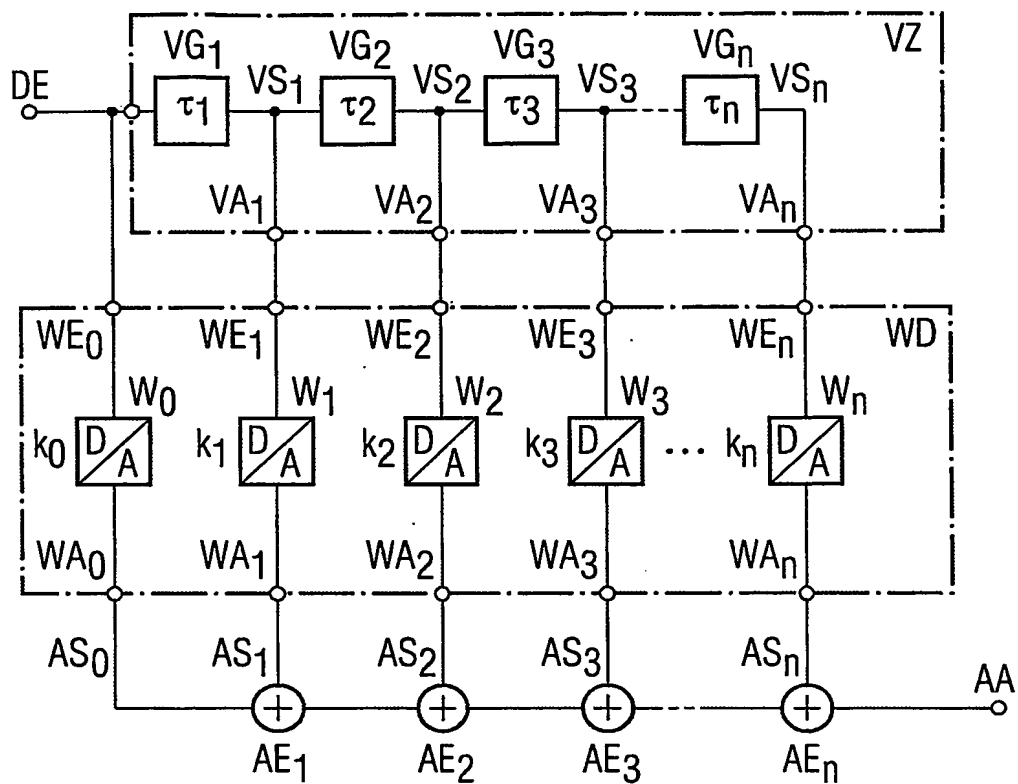 VG1 VG2 VG3 VGn VZ
DE VS1 VS2 VS3 VSn
τ1 τ2 τ3 τn
VA1 VA2 VA3 VAn
WE0 WE1 WE2 WE3 WEn WD
W0 W1 W2 W3 Wn
k0 D/A k1 D/A k2 D/A k3 D/A ... kn D/A
WA0 WA1 WA2 WA3 WAn
AS0 AS1 AS2 AS3 ASn
AA
+ + + +
AE1 AE2 AE3 AEn